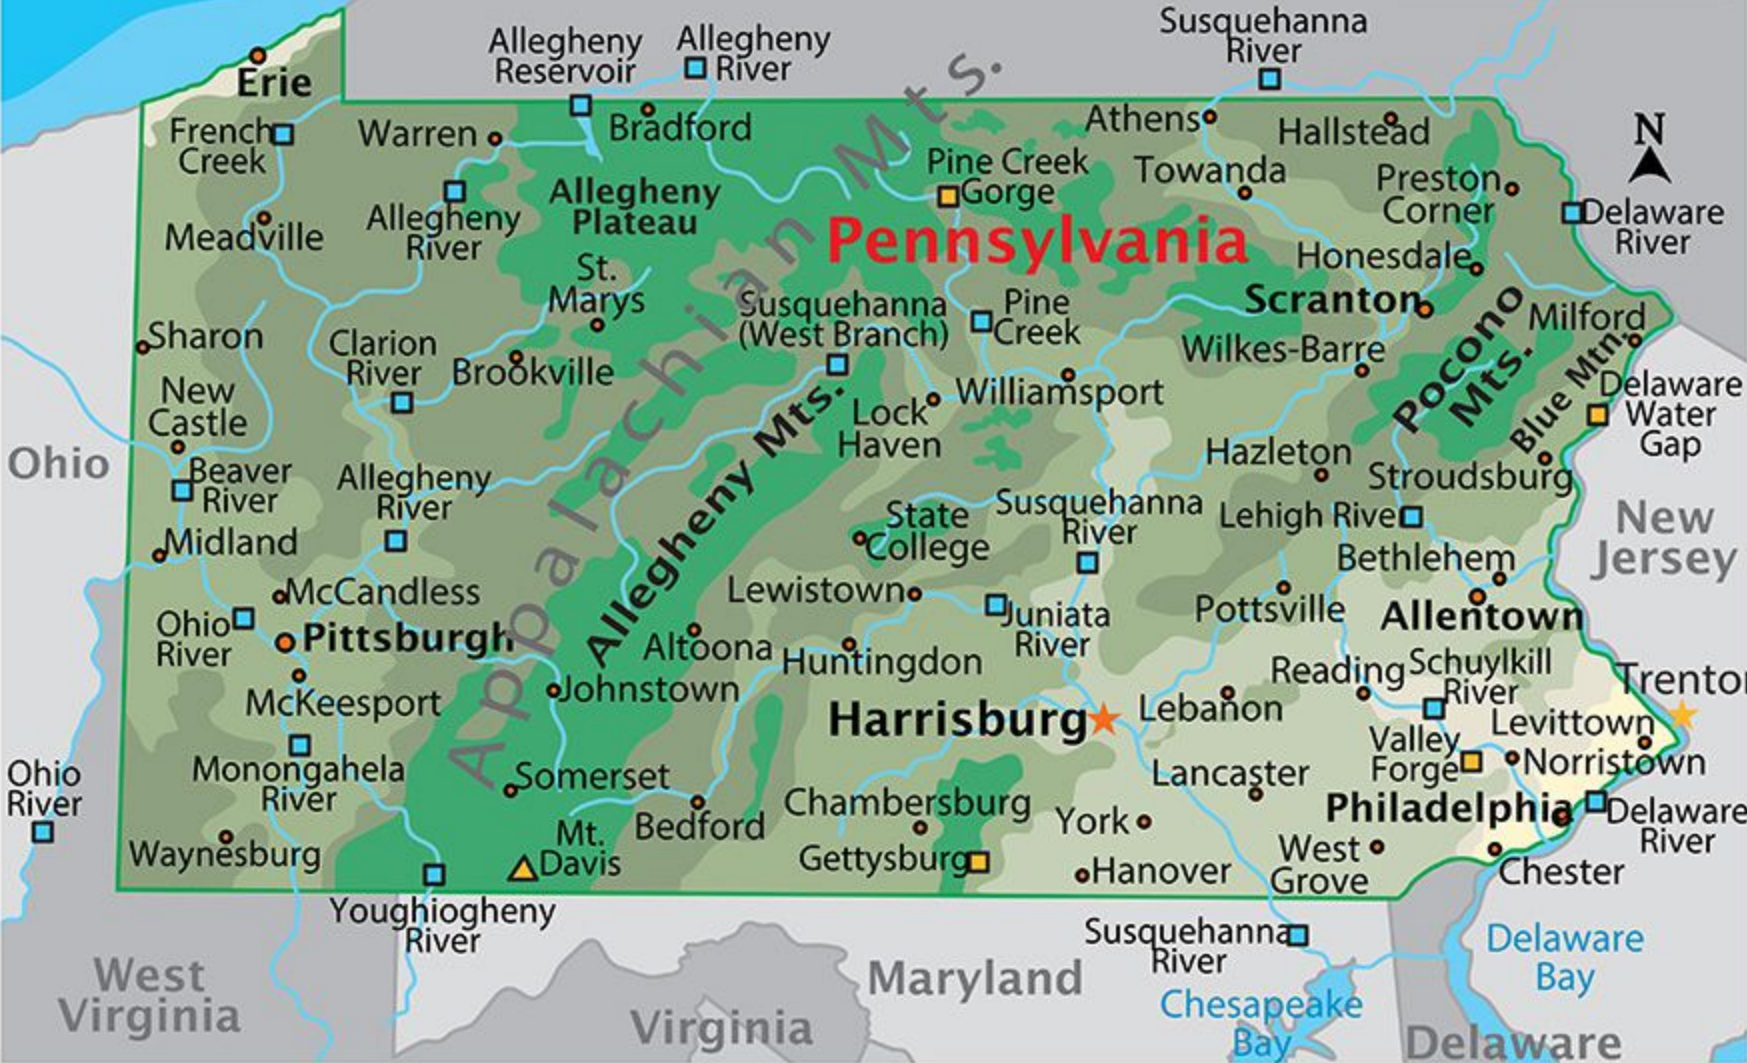 Susquehanna
River
Allegheny
Reservoir
Allegheny
River
Erie
French
Creek
Warren
Bradford
Athens
Hallstead
N
Appalachian Mts.
Pine Creek
Gorge
Towanda
Preston
Corner
Allegheny
Plateau
Allegheny
River
Meadville
Delaware
River
Pennsylvania
St.
Marys
Honesdale
Scranton
Susquehanna
(West Branch)
Pine
Creek
Milford
Sharon
Clarion
River
Brookville
Wilkes-Barre
Pocono
Mts.
Blue Mtn.
New
Castle
Allegheny Mts.
Lock
Haven
Williamsport
Delaware
Water
Gap
Ohio
Beaver
River
Allegheny
River
Hazleton
Stroudsburg
State
College
Susquehanna
River
Lehigh River
New
Jersey
Midland
Bethlehem
McCandless
Lewistown
Juniata
River
Pottsville
Allentown
Ohio
River
Pittsburgh
Altoona
Huntingdon
Reading
Schuylkill
River
Trento
McKeesport
Johnstown
Harrisburg
Lebanon
Levittown
Valley
Forge
Norristown
Monongahela
River
Somerset
Lancaster
Ohio
River
Chambersburg
York
Philadelphia
Delaware
River
Bedford
Mt.
Davis
Waynesburg
Gettysburg
Hanover
West
Grove
Chester
Youghiogheny
River
Susquehanna
River
Delaware
Bay
West
Virginia
Maryland
Chesapeake
Bay
Virginia
Delaware